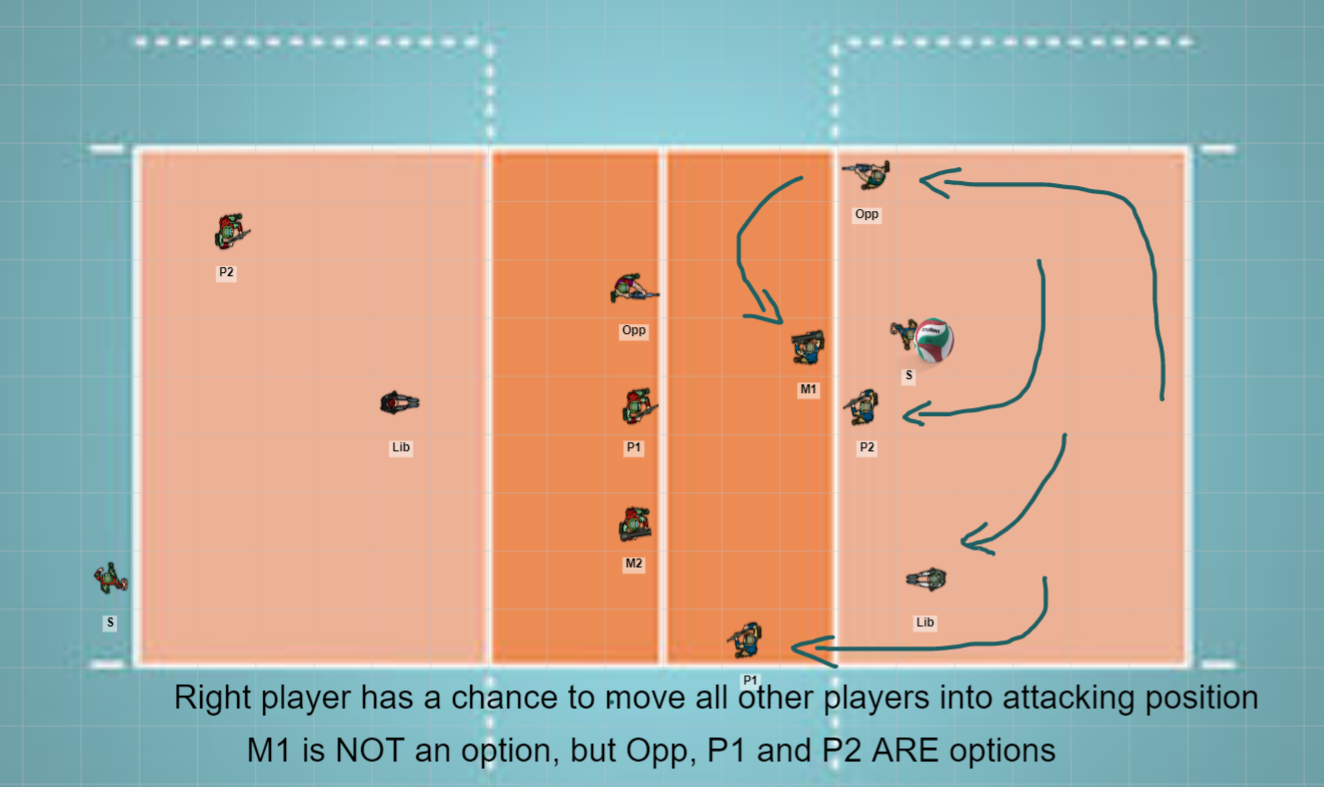 Opp
P2
Opp
S
M1
Lib
P1
P2
M2
S
Lib
P1
Right player has a chance to move all other players into attacking position
M1 is NOT an option, but Opp, P1 and P2 ARE options